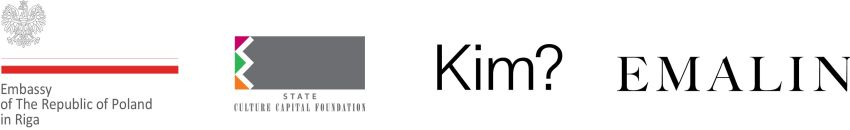 Embassy
of The Republic of Poland
in Riga
STATE
CULTURE CAPITAL FOUNDATION
Kim?
EMALIN